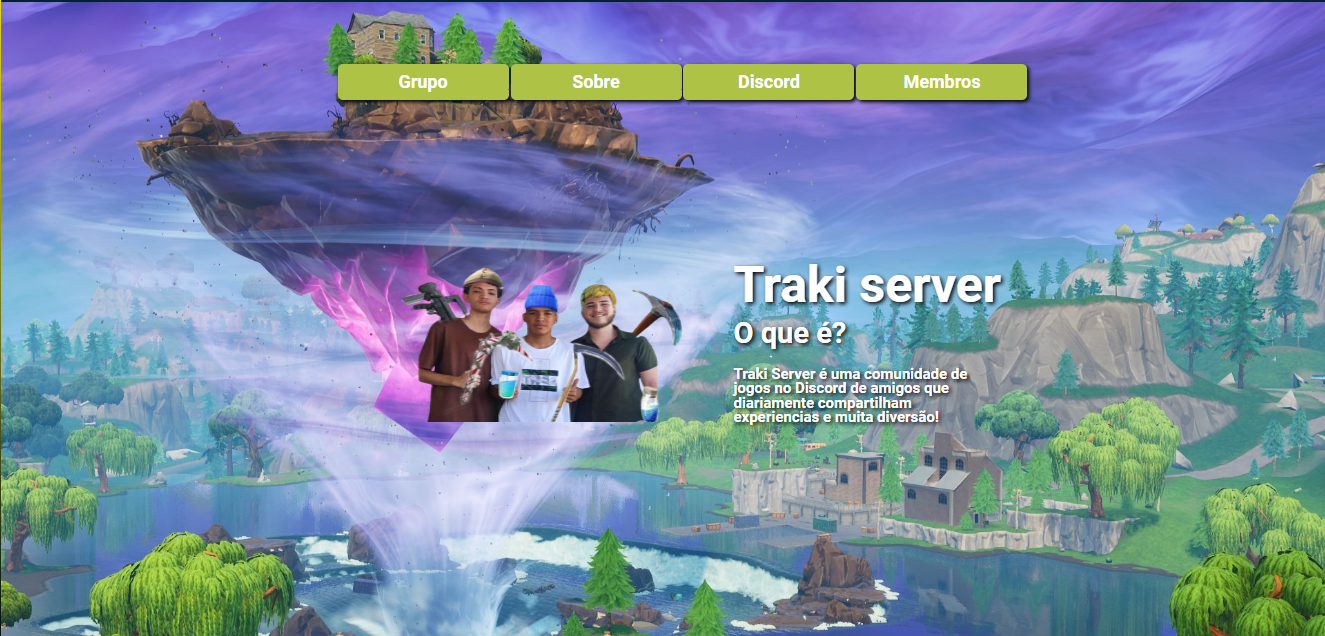 Grupo Sobre Discord Membros
Traki server
O que é?
Traki Server é uma comunidade de
jogos no Discord de amigos que
diariamente compartilham
experiencias e muita diversão!